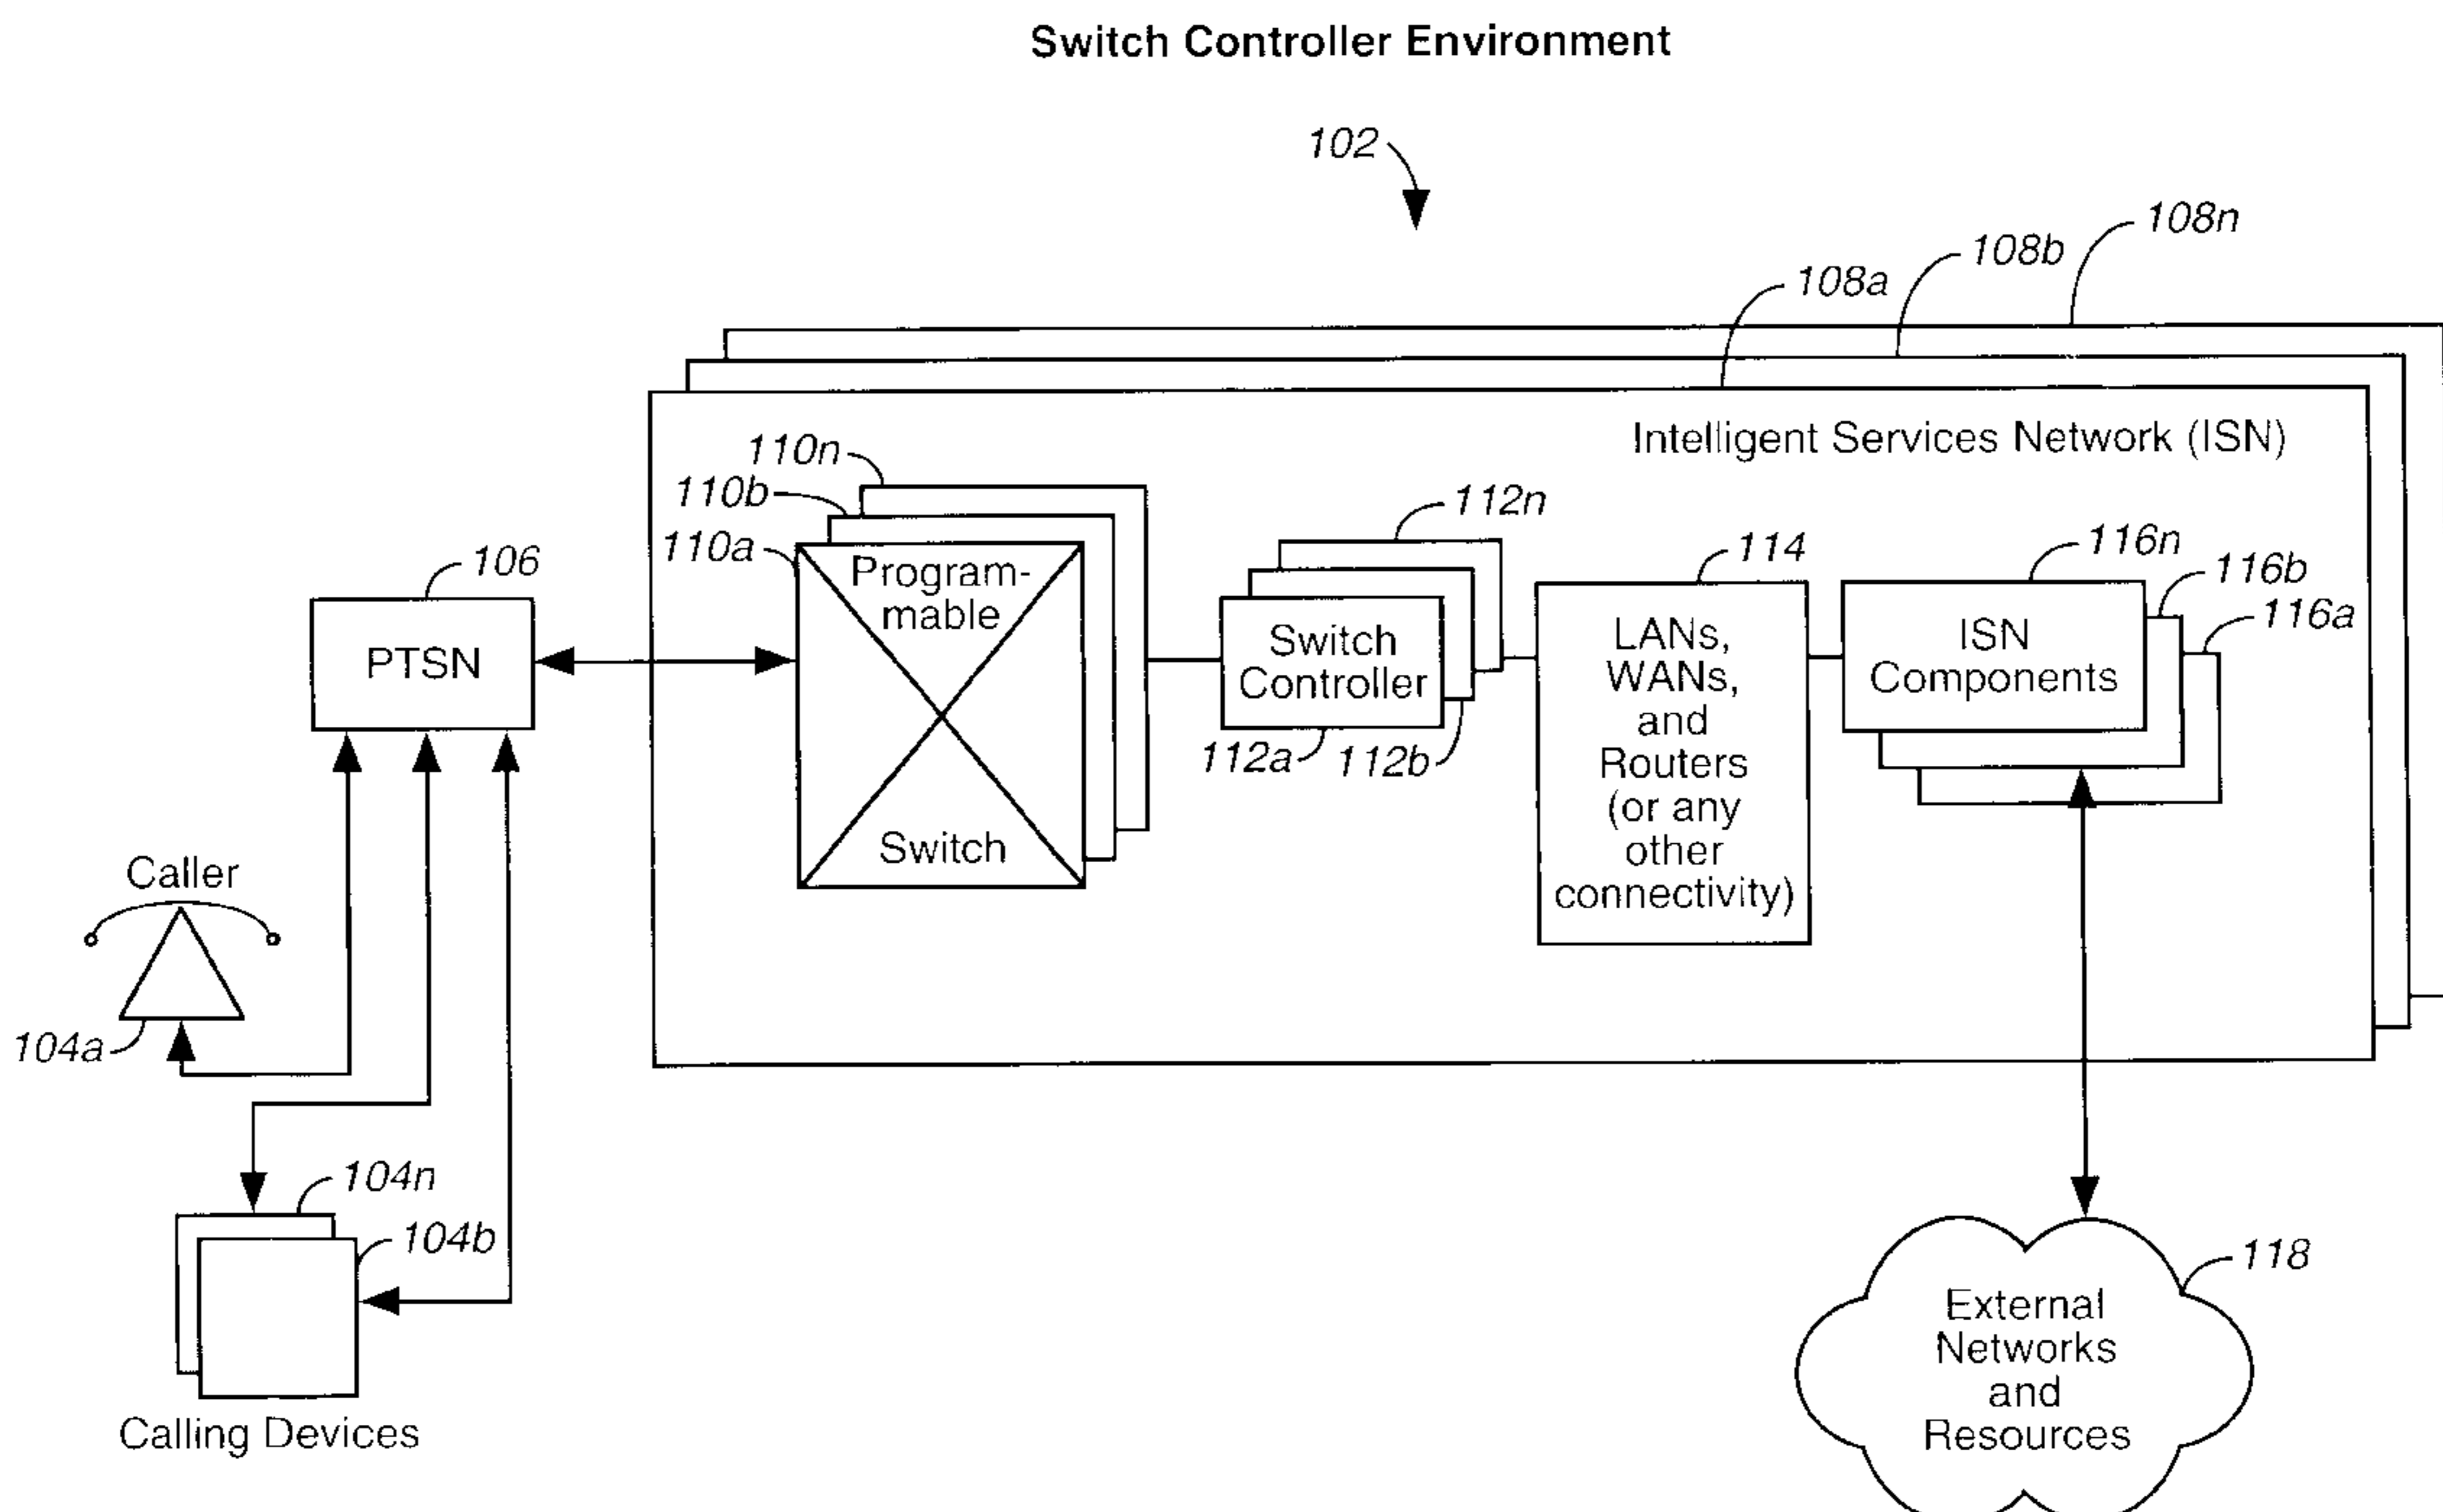 Switch Controller Environment
102
108n
108b
108a
Intelligent Services Network (ISN)
110n
110b
110a
112n
114
116n
116b
116a
106
PTSN
Program-
mable
Switch
Switch
Controller
112a
112b
LANs,
WANs,
and
Routers
(or any
other
connectivity)
ISN
Components
Caller
104a
104n
104b
Calling Devices
118
External
Networks
and
Resources